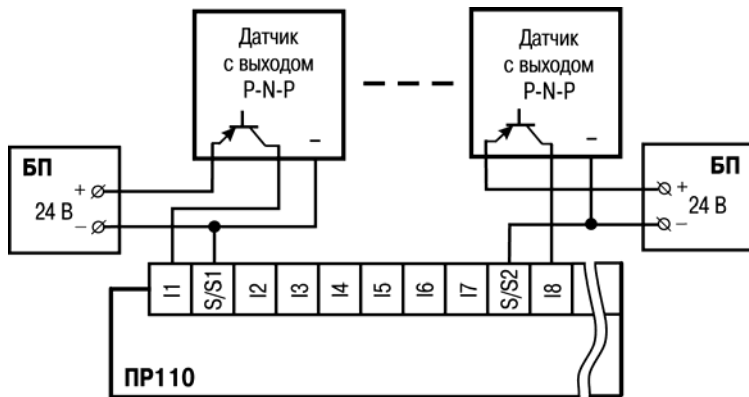 Датчик
с выходом
P-N-P
–
Датчик
с выходом
P-N-P
–
БП
+
24 В
–
БП
+
24 В
–
I1
S/S1
I2
I3
I4
I5
I6
I7
S/S2
I8
ПР110